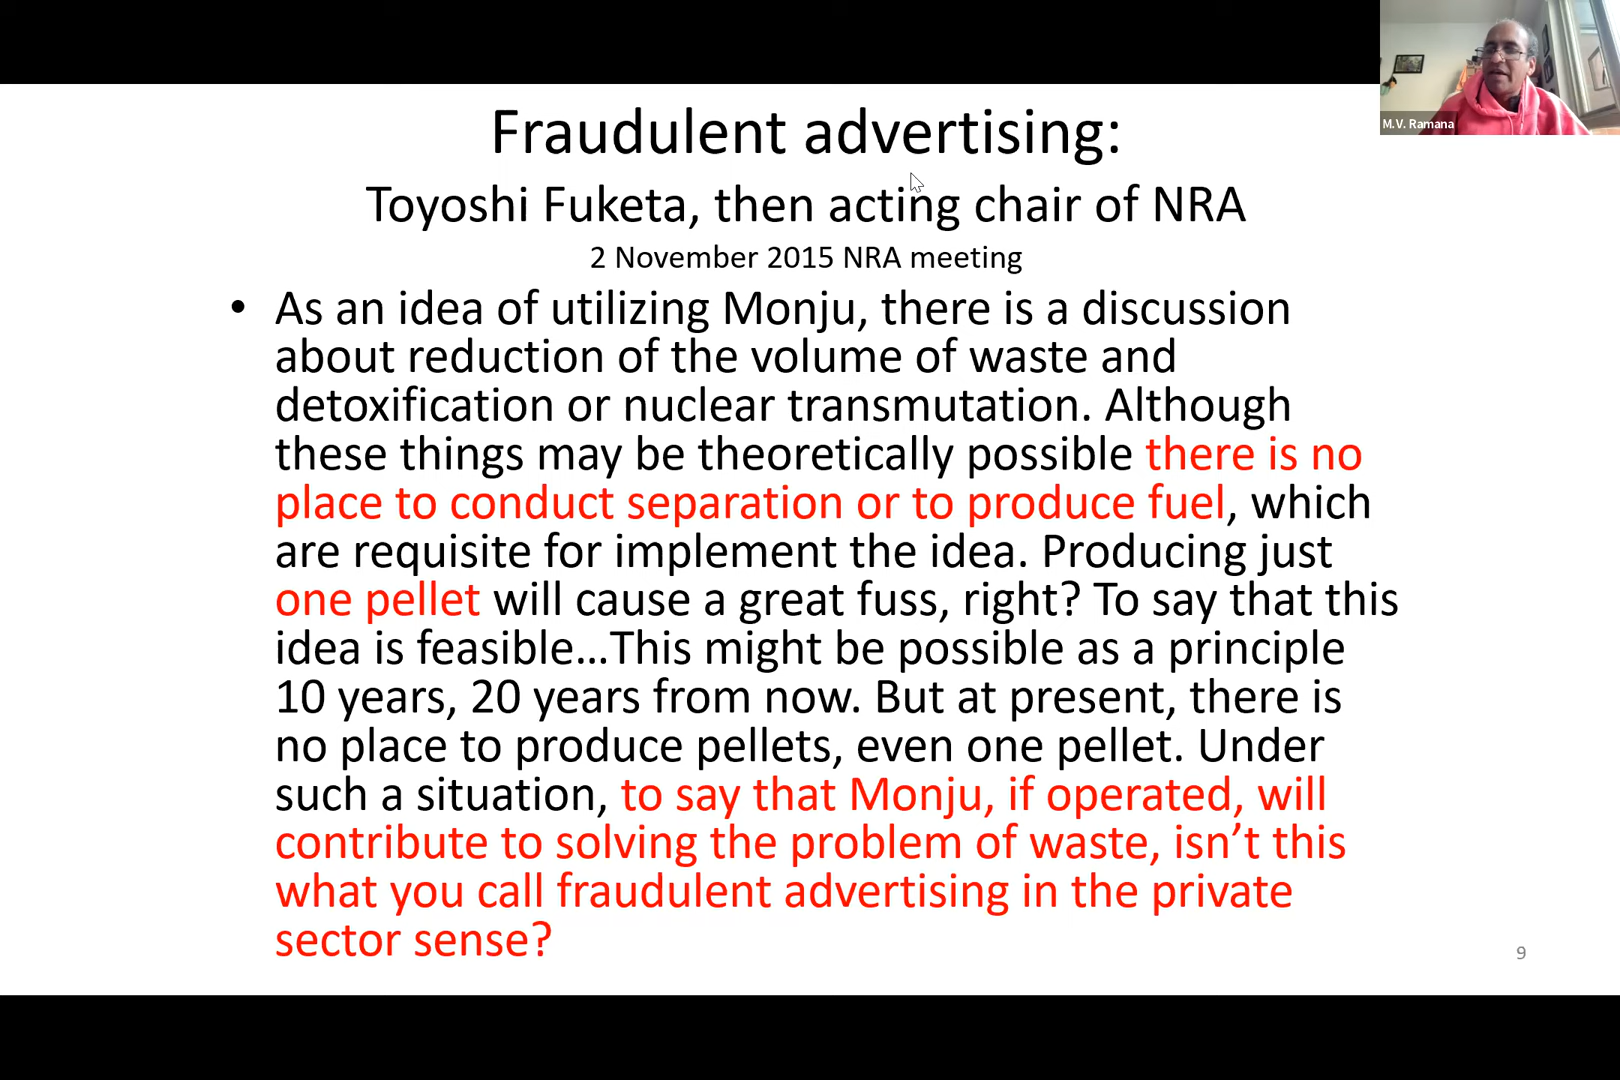 M.V. Ramana
Fraudulent advertising:
Toyoshi Fuketa, then acting chair of NRA
2 November 2015 NRA meeting
• As an idea of utilizing Monju, there is a discussion
about reduction of the volume of waste and
detoxification or nuclear transmutation. Although
these things may be theoretically possible there is no
place to conduct separation or to produce fuel, which
are requisite for implement the idea. Producing just
one pellet will cause a great fuss, right? To say that this
idea is feasible...This might be possible as a principle
10 years, 20 years from now. But at present, there is
no place to produce pellets, even one pellet. Under
such a situation, to say that Monju, if operated, will
contribute to solving the problem of waste, isn’t this
what you call fraudulent advertising in the private
sector sense?
9